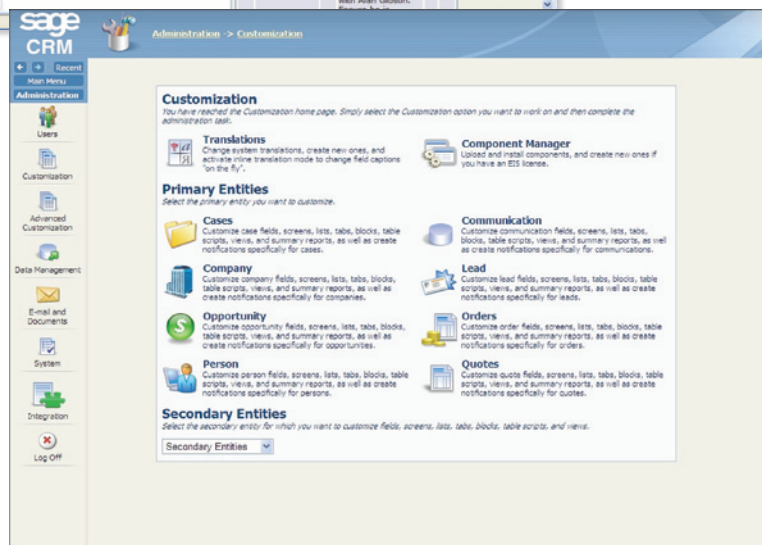 with Alan Gibson.
sage
CRM
Administration -> Customization
Recent
Main Menu
Administration
Users
Customization
Advanced
Customization
Data Management
E-mail and
Documents
System
Integration
Log Off
Customization
You have reached the Customization home page. Simply select the Customization option you want to work on and then complete the
administration task.
Translations
Change system translations, create new ones, and
activate inline translation mode to change field captions
"on the fly".
Component Manager
Upload and install components, and create new ones if
you have an EIS license.
Primary Entities
Select the primary entity you want to customize.
Cases
Customize case fields, screens, lists, tabs, blocks, table
scripts, views, and summary reports, as well as create
notifications specifically for cases.
Communication
Customize communication fields, screens, lists, tabs,
blocks, table scripts, views, and summary reports, as well
as create notifications specifically for communications.
Company
Customize company fields, screens, lists, tabs, blocks,
table scripts, views, and summary reports, as well as
create notifications specifically for companies.
Lead
Customize lead fields, screens, lists, tabs, blocks, table
scripts, views, and summary reports, as well as create
notifications specifically for leads.
Opportunity
Customize opportunity fields, screens, lists, tabs, blocks,
table scripts, views, and summary reports, as well as
create notifications specifically for opportunities.
Orders
Customize order fields, screens, lists, tabs, blocks, table
scripts, views, and summary reports, as well as create
notifications specifically for orders.
Person
Customize person fields, screens, lists, tabs, blocks, table
scripts, views, and summary reports, as well as create
notifications specifically for persons.
Quotes
Customize quote fields, screens, lists, tabs, blocks, table
scripts, views, and summary reports, as well as create
notifications specifically for quotes.
Secondary Entities
Select the secondary entity for which you want to customize fields, screens, lists, tabs, blocks, table scripts, and views.
Secondary Entities